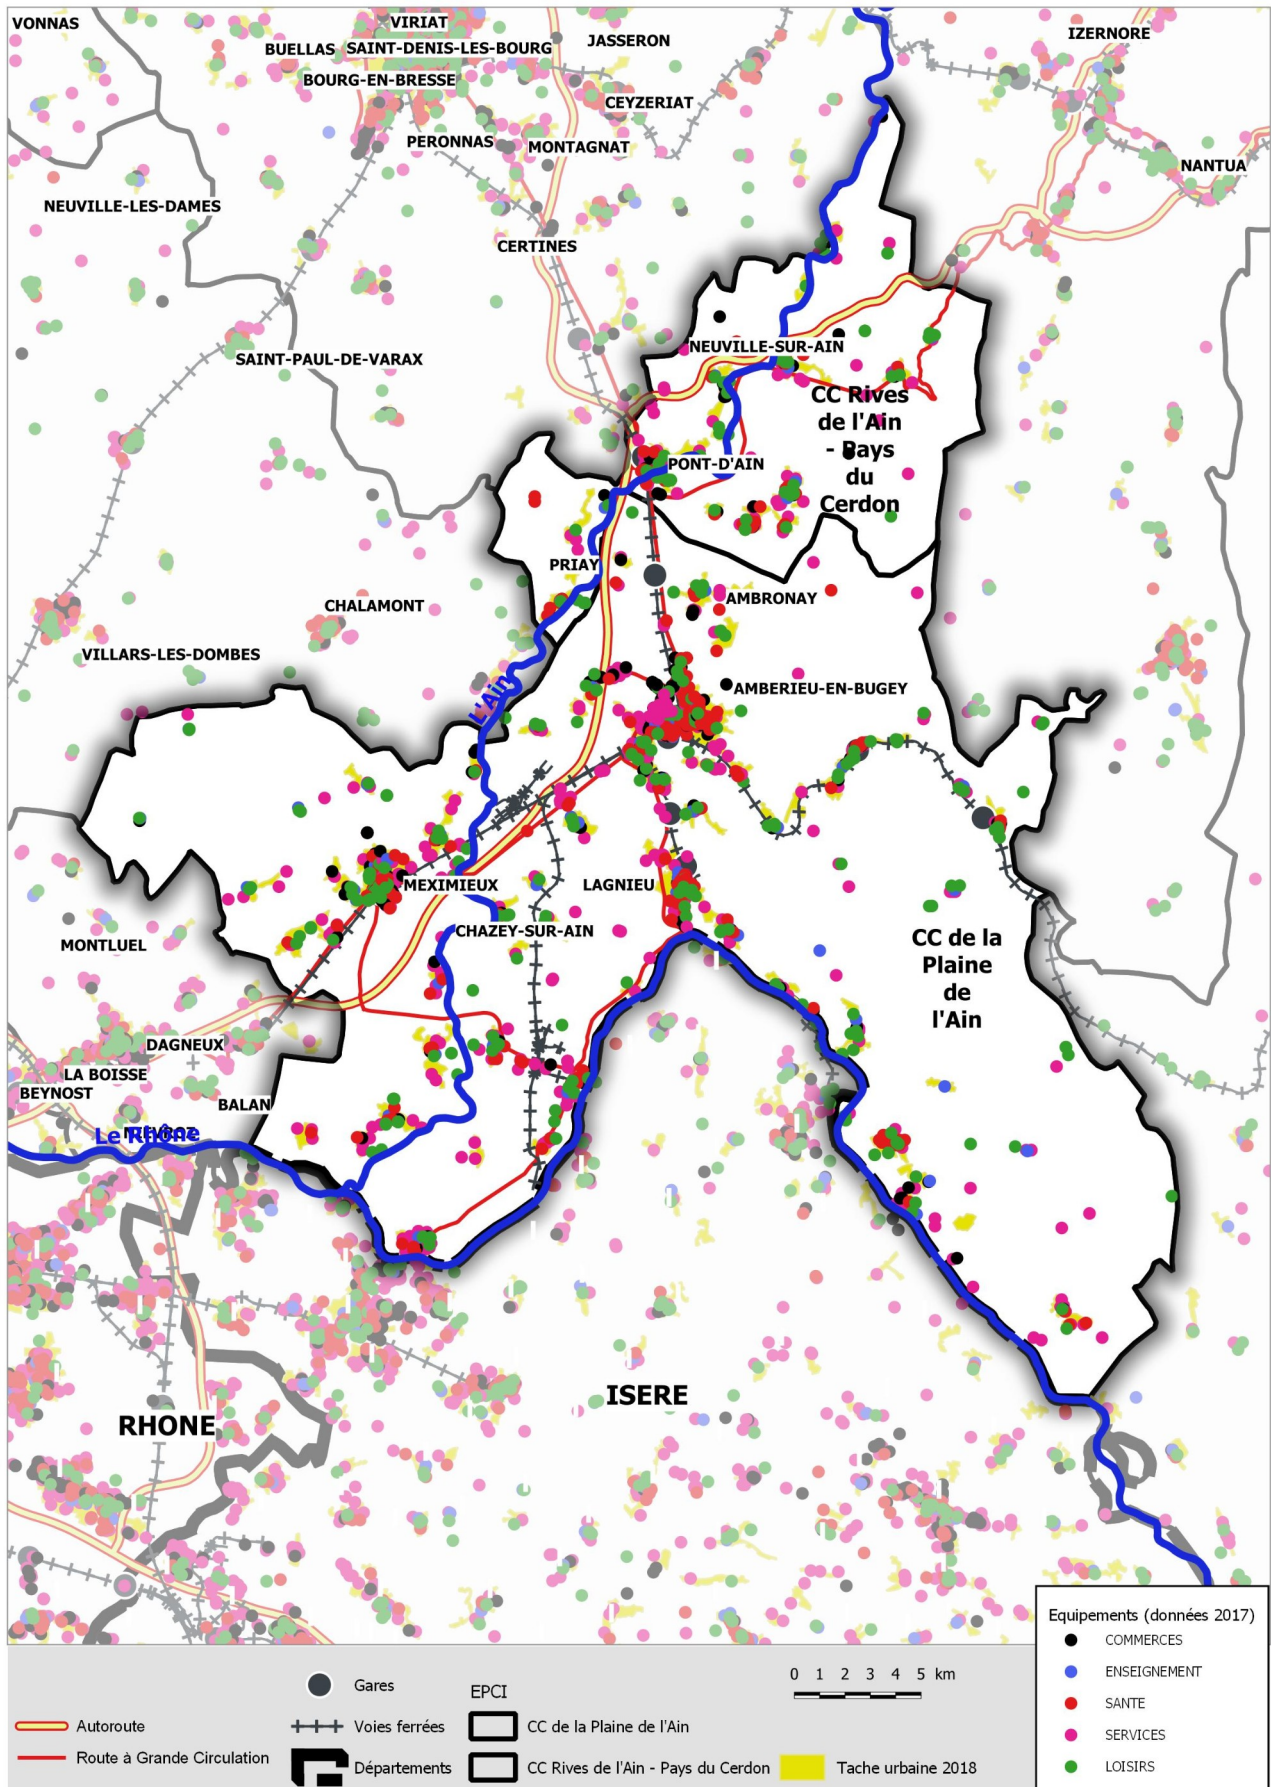 VONNAS
VIRIAT
BUELLAS
SAINT-DENIS-LES-BOURG
JASSERON
IZERNORE
BOURG-EN-BRESSE
CEYZERIAT
PERONNAS
MONTAGNAT
NANTUA
NEUVILLE-LES-DAMES
CERTINES
SAINT-PAUL-DE-VARAX
NEUVILLE-SUR-AIN
CC Rives
de l'Ain
- Pays
du
Cerdon
PONT-D'AIN
PRIAY
CHALAMONT
AMBRONAY
VILLARS-LES-DOMBES
L'Ain
AMBERIEU-EN-BUGEY
MEXIMIEUX
LAGNIEU
CHAZEY-SUR-AIN
MONTLUEL
CC de la
Plaine
de
l'Ain
DAGNEUX
LA BOISSE
BEYNOST
BALAN
Le Rhône
ISERE
RHONE
Equipements (données 2017)
COMMERCES
ENSEIGNEMENT
SANTE
SERVICES
LOISIRS
0 1 2 3 4 5 km
Gares
EPCI
Autoroute
Voies ferrées
CC de la Plaine de l'Ain
Route à Grande Circulation
Départements
CC Rives de l'Ain - Pays du Cerdon
Tache urbaine 2018